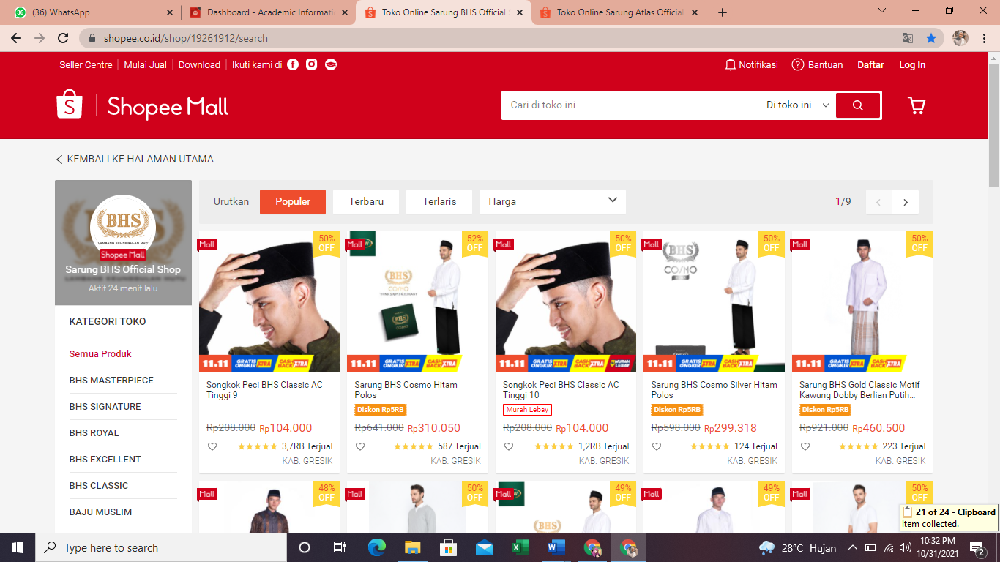 (36) WhatsApp
Dashboard - Academic Informati
Toko Online Sarung BHS Official
Toko Online Sarung Atlas Official
shopee.co.id/shop/19261912/search
Seller Centre
Mulai Jual
Download
Ikuti kami di
Notifikasi
Bantuan
Daftar
Log In
Shopee Mall
Cari di toko ini
Di toko ini
KEMBALI KE HALAMAN UTAMA
BHS
LAMBANG KEUNGGULAN MUTU
Shopee Mall
Sarung BHS Official Shop
Aktif 24 menit lalu
KATEGORI TOKO
Semua Produk
BHS MASTERPIECE
BHS SIGNATURE
BHS ROYAL
BHS EXCELLENT
BHS CLASSIC
BAJU MUSLIM
Urutkan
Populer
Terbaru
Terlaris
Harga
1/9
Mall
50%
OFF
11.11 GRATIS ONGKIR XTRA CASHBACK XTRA
Songkok Peci BHS Classic AC
Tinggi 9
Rp208.000 Rp104.000
3,7RB Terjual
KAB. GRESIK
Mall
52%
OFF
BHS
COSMO
BHS
COSMO
11.11 GRATIS ONGKIR XTRA CASHBACK XTRA
Sarung BHS Cosmo Hitam
Polos
Diskon Rp5RB
Rp641.000 Rp310.050
587 Terjual
KAB. GRESIK
Mall
50%
OFF
11.11 GRATIS ONGKIR XTRA CASHBACK XTRA MURAH LEBAY
Songkok Peci BHS Classic AC
Tinggi 10
Murah Lebay
Rp208.000 Rp104.000
1,2RB Terjual
KAB. GRESIK
Mall
50%
OFF
BHS
COSMO
11.11 GRATIS ONGKIR XTRA CASHBACK XTRA
Sarung BHS Cosmo Silver Hitam
Polos
Diskon Rp5RB
Rp598.000 Rp299.318
124 Terjual
KAB. GRESIK
Mall
50%
OFF
11.11 GRATIS ONGKIR XTRA CASHBACK XTRA
Sarung BHS Gold Classic Motif
Kawung Dobby Berlian Putih...
Diskon Rp5RB
Rp921.000 Rp460.500
223 Terjual
KAB. GRESIK
Mall
48%
OFF
Mall
50%
OFF
Mall
49%
OFF
BHS
Mall
49%
OFF
Mall
50%
OFF
21 of 24 - Clipboard
Item collected.
Type here to search
28°C Hujan
10:32 PM
10/31/2021
2